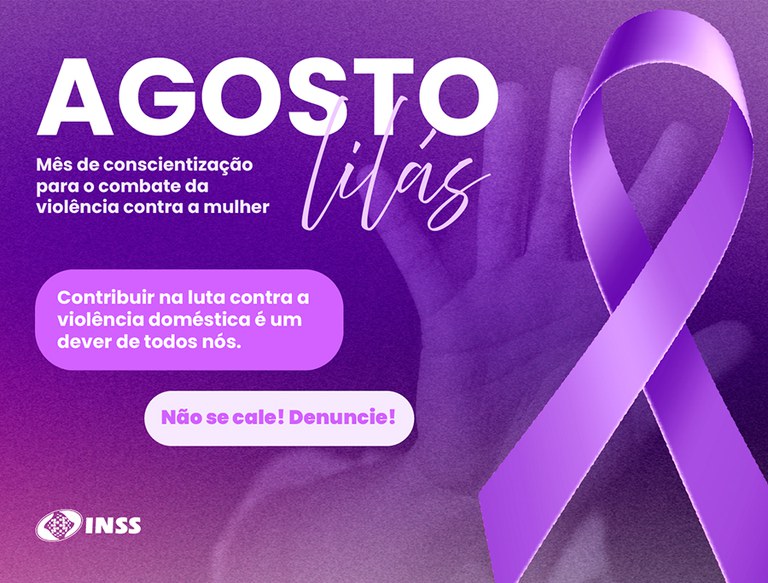 AGOSTO
lilás
Mês de conscientização
para o combate da
violência contra a mulher
Contribuir na luta contra a
violência doméstica é um
dever de todos nós.
Não se cale! Denuncie!
INSS